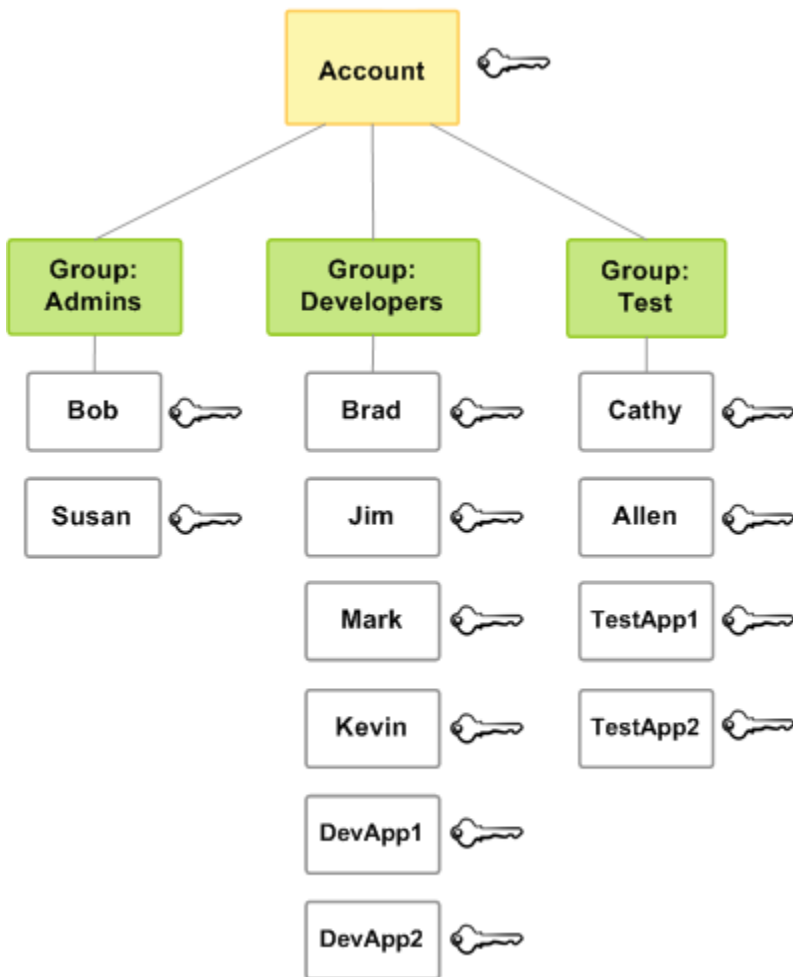 Account
Group:
Admins
Group:
Developers
Group:
Test
Bob
Brad
Cathy
Susan
Jim
Allen
Mark
TestApp1
Kevin
TestApp2
DevApp1
DevApp2